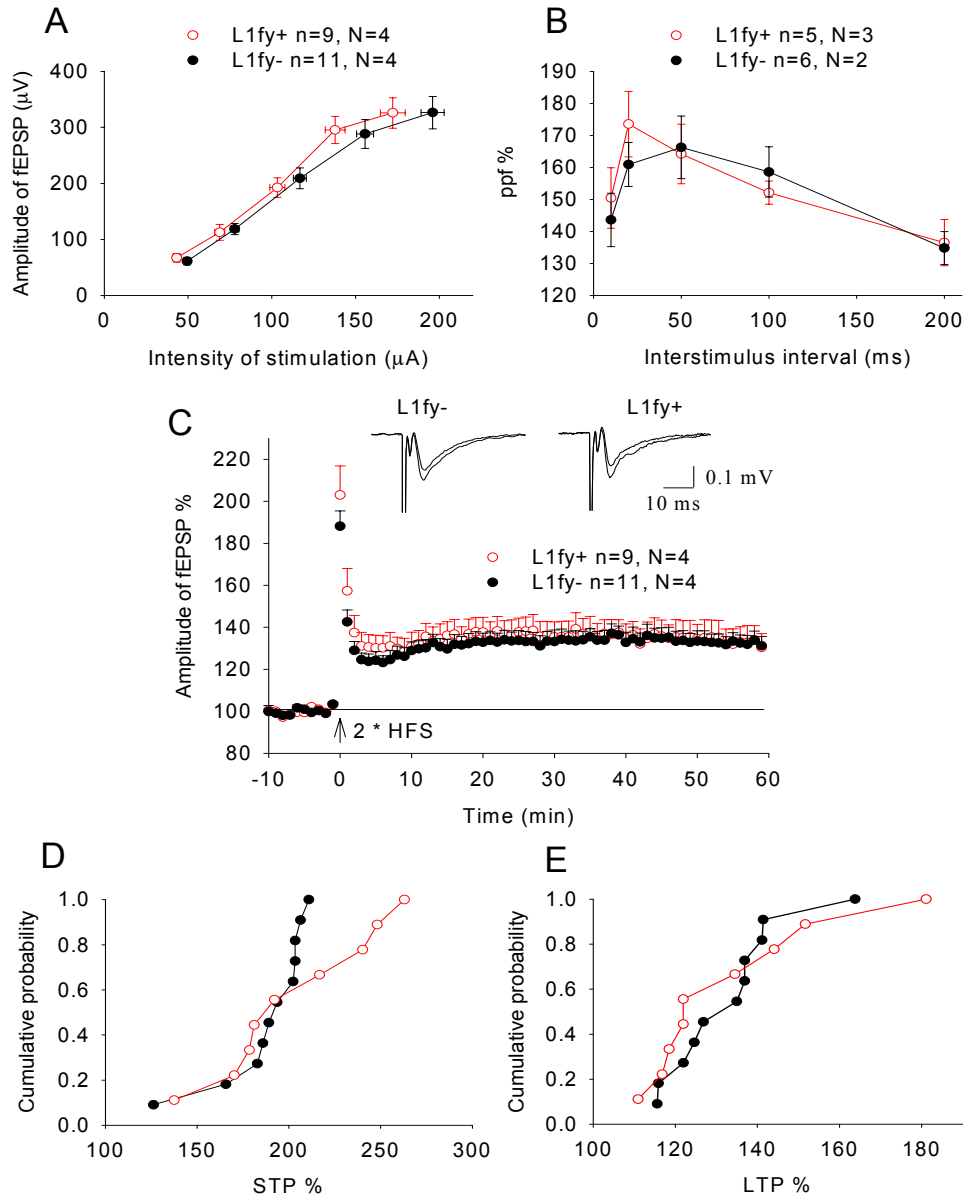 A
L1fy+ n=9, N=4
L1fy- n=11, N=4
Amplitude of fEPSP (μV)
400
300
200
100
0
0 50 100 150 200
Intensity of stimulation (μA)
B
L1fy+ n=5, N=3
L1fy- n=6, N=2
ppf %
190
180
170
160
150
140
130
120
0 50 100 150 200
Interstimulus interval (ms)
C
L1fy-
L1fy+
0.1 mV
10 ms
Amplitude of fEPSP %
220
200
180
160
140
120
100
80
L1fy+ n=9, N=4
L1fy- n=11, N=4
2 * HFS
-10 0 10 20 30 40 50 60
Time (min)
D
Cumulative probability
1.0
0.8
0.6
0.4
0.2
0.0
100 150 200 250 300
STP %
E
Cumulative probability
1.0
0.8
0.6
0.4
0.2
0.0
100 120 140 160 180
LTP %